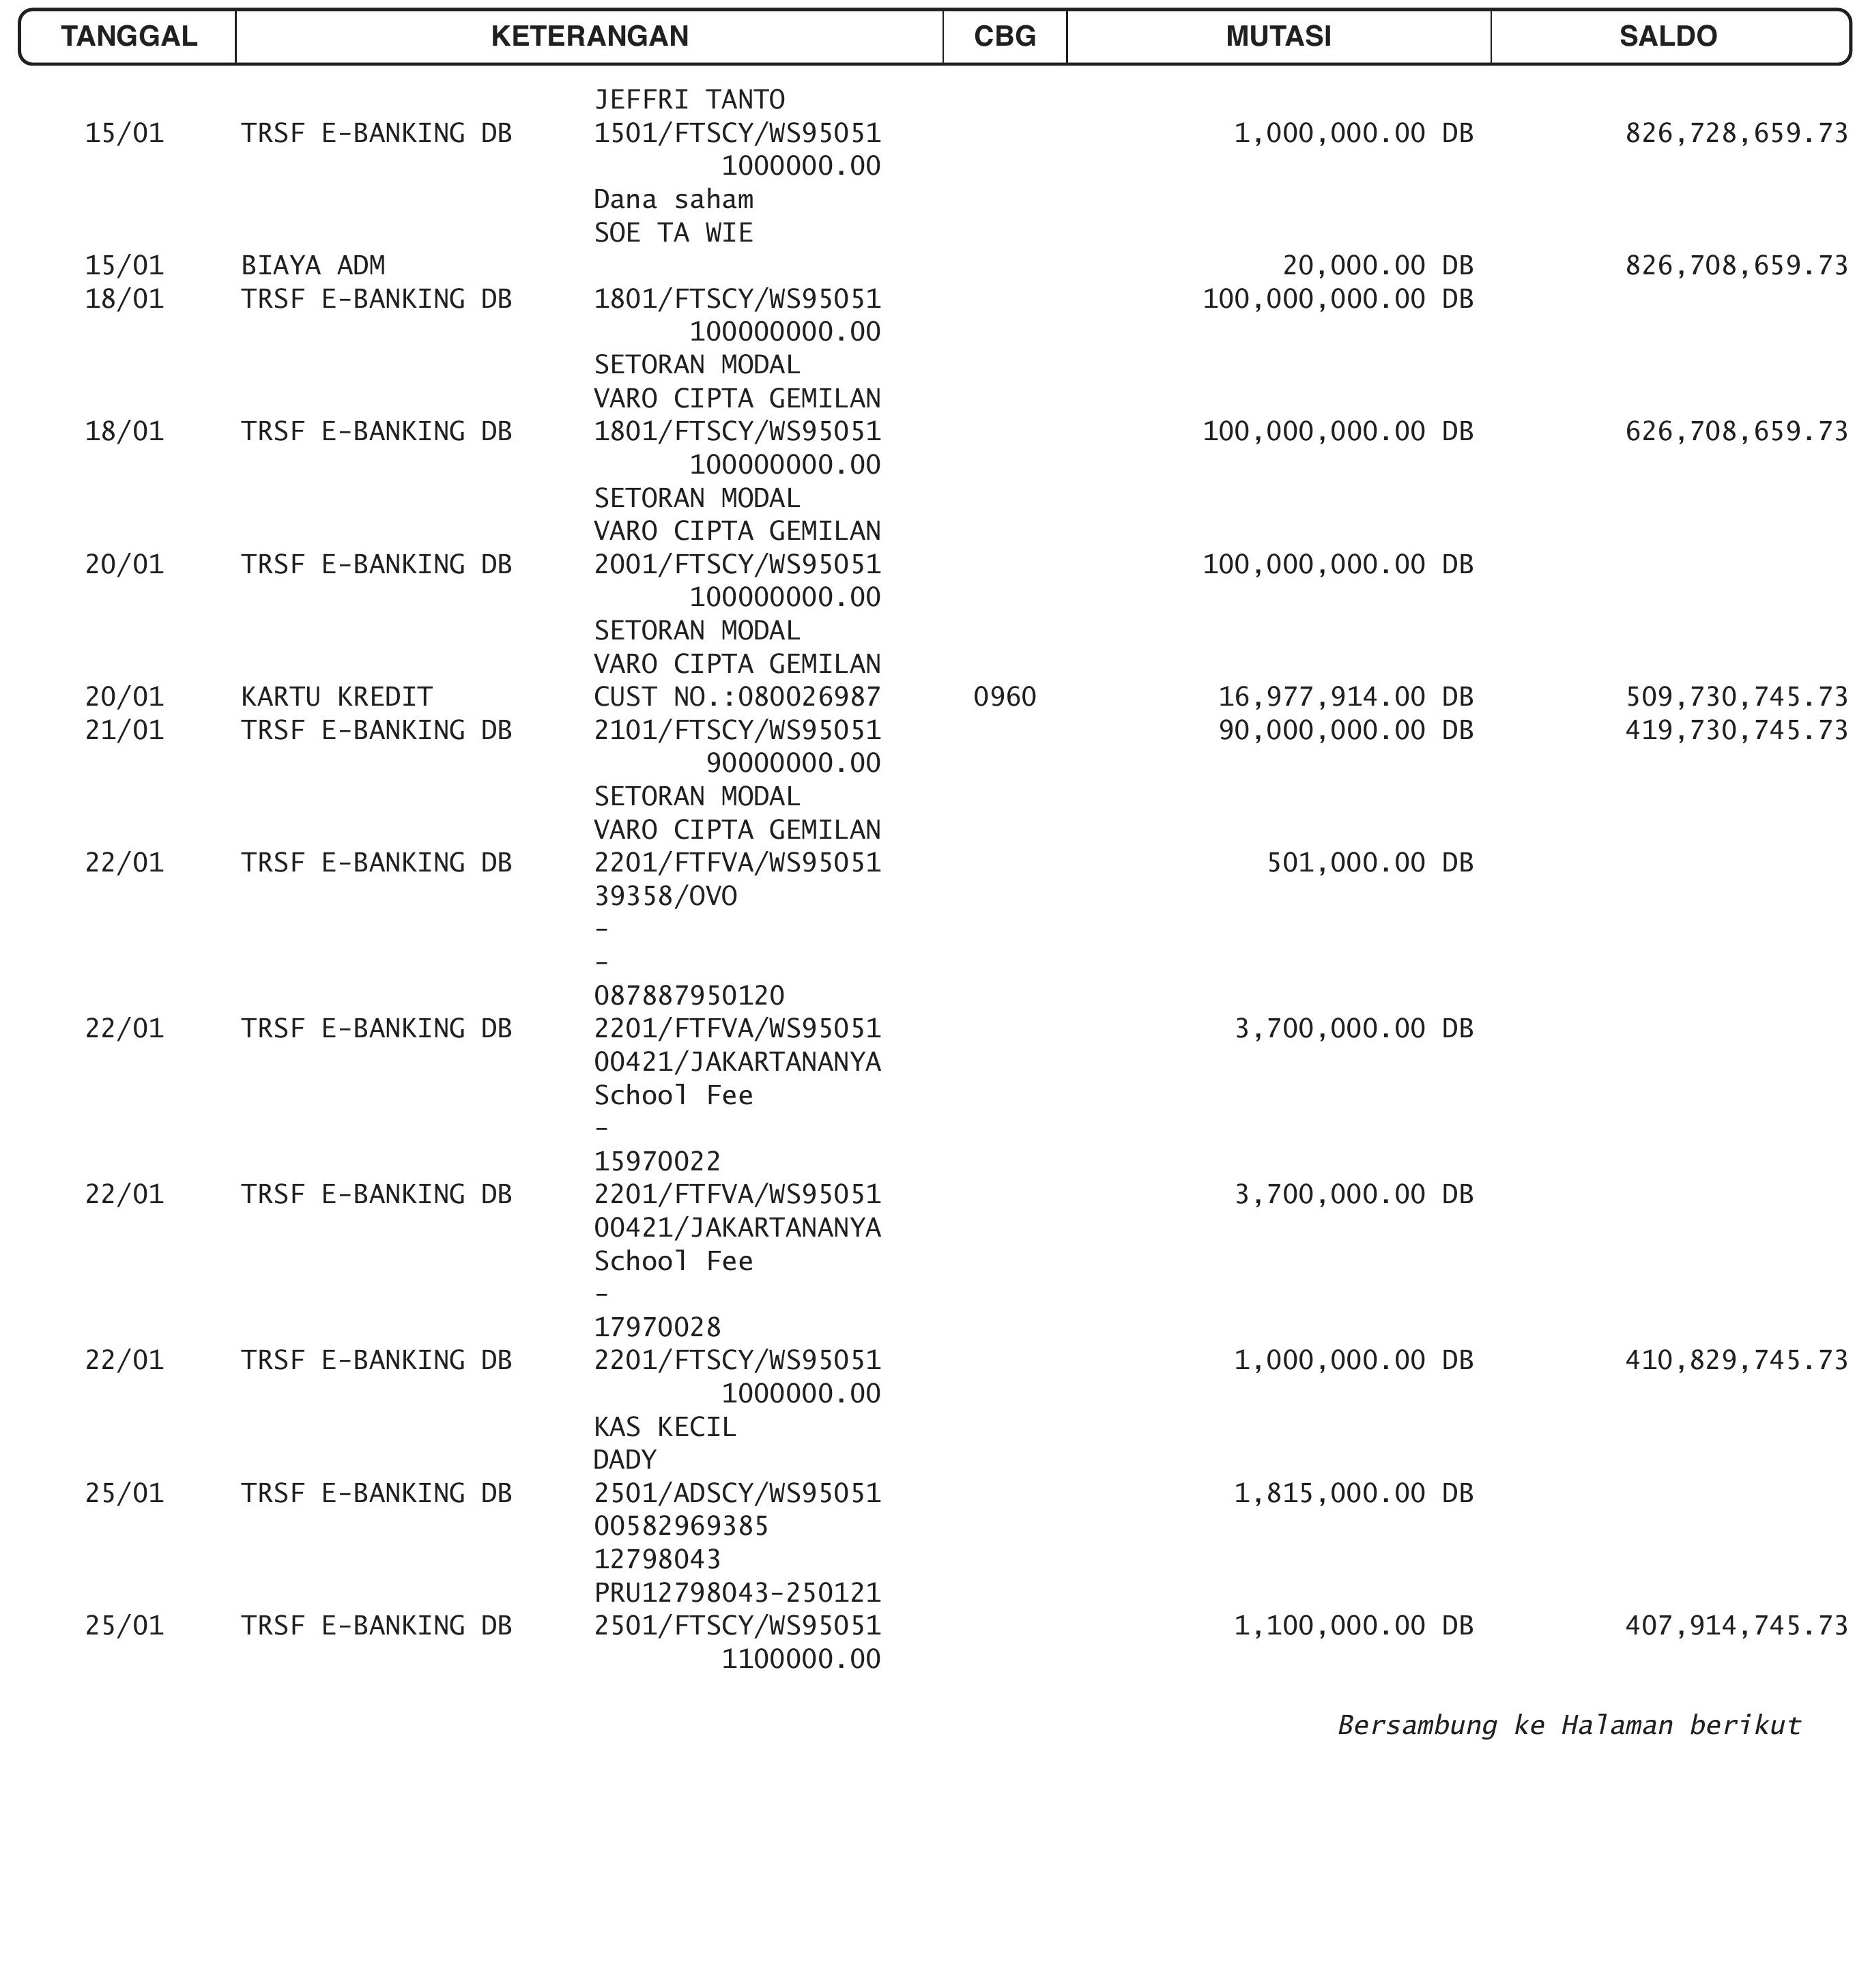 TANGGAL KETERANGAN CBG MUTASI SALDO
JEFFRI TANTO
15/01 TRSF E-BANKING DB 1501/FTSCY/WS95051 1,000,000.00 DB 826,728,659.73
1000000.00
Dana saham
SOE TA WIE
15/01 BIAYA ADM 20,000.00 DB 826,708,659.73
18/01 TRSF E-BANKING DB 1801/FTSCY/WS95051 100,000,000.00 DB
100000000.00
SETORAN MODAL
VARO CIPTA GEMILAN
18/01 TRSF E-BANKING DB 1801/FTSCY/WS95051 100,000,000.00 DB 626,708,659.73
100000000.00
SETORAN MODAL
VARO CIPTA GEMILAN
20/01 TRSF E-BANKING DB 2001/FTSCY/WS95051 100,000,000.00 DB
100000000.00
SETORAN MODAL
VARO CIPTA GEMILAN
20/01 KARTU KREDIT CUST NO.:080026987 0960 16,977,914.00 DB 509,730,745.73
21/01 TRSF E-BANKING DB 2101/FTSCY/WS95051 90,000,000.00 DB 419,730,745.73
90000000.00
SETORAN MODAL
VARO CIPTA GEMILAN
22/01 TRSF E-BANKING DB 2201/FTFVA/WS95051 501,000.00 DB
39358/OVO
-
-
087887950120
22/01 TRSF E-BANKING DB 2201/FTFVA/WS95051 3,700,000.00 DB
00421/JAKARTANANYA
School Fee
-
15970022
22/01 TRSF E-BANKING DB 2201/FTFVA/WS95051 3,700,000.00 DB
00421/JAKARTANANYA
School Fee
-
17970028
22/01 TRSF E-BANKING DB 2201/FTSCY/WS95051 1,000,000.00 DB 410,829,745.73
1000000.00
KAS KECIL
DADY
25/01 TRSF E-BANKING DB 2501/ADSCY/WS95051 1,815,000.00 DB
00582969385
12798043
PRU12798043-250121
25/01 TRSF E-BANKING DB 2501/FTSCY/WS95051 1,100,000.00 DB 407,914,745.73
1100000.00
Bersambung ke Halaman berikut